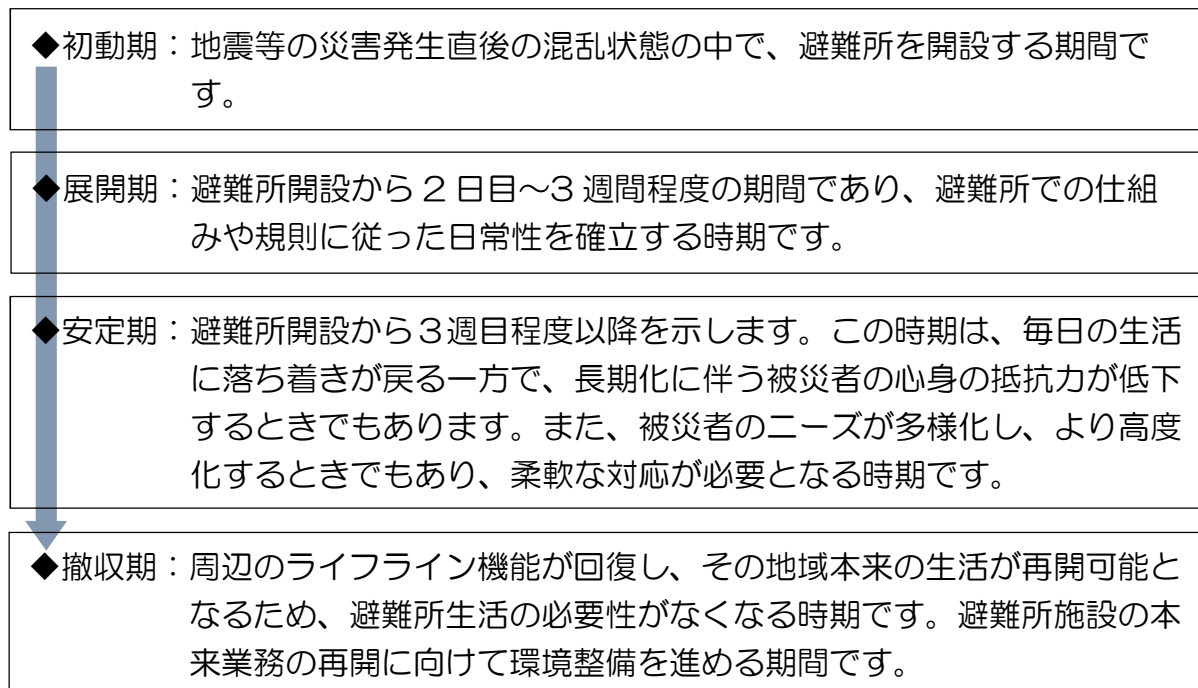 ◆初動期：地震等の災害発生直後の混乱状態の中で、避難所を開設する期間で
す。
◆展開期：避難所開設から２日目～３週間程度の期間であり、避難所での仕組
みや規則に従った日常性を確立する時期です。
◆安定期：避難所開設から３週目程度以降を示します。この時期は、毎日の生活
に落ち着きが戻る一方で、長期化に伴う被災者の心身の抵抗力が低下
するときでもあります。また、被災者のニーズが多様化し、より高度
化するときでもあり、柔軟な対応が必要となる時期です。
◆撤収期：周辺のライフライン機能が回復し、その地域本来の生活が再開可能と
なるため、避難所生活の必要性がなくなる時期です。避難所施設の本
来業務の再開に向けて環境整備を進める期間です。